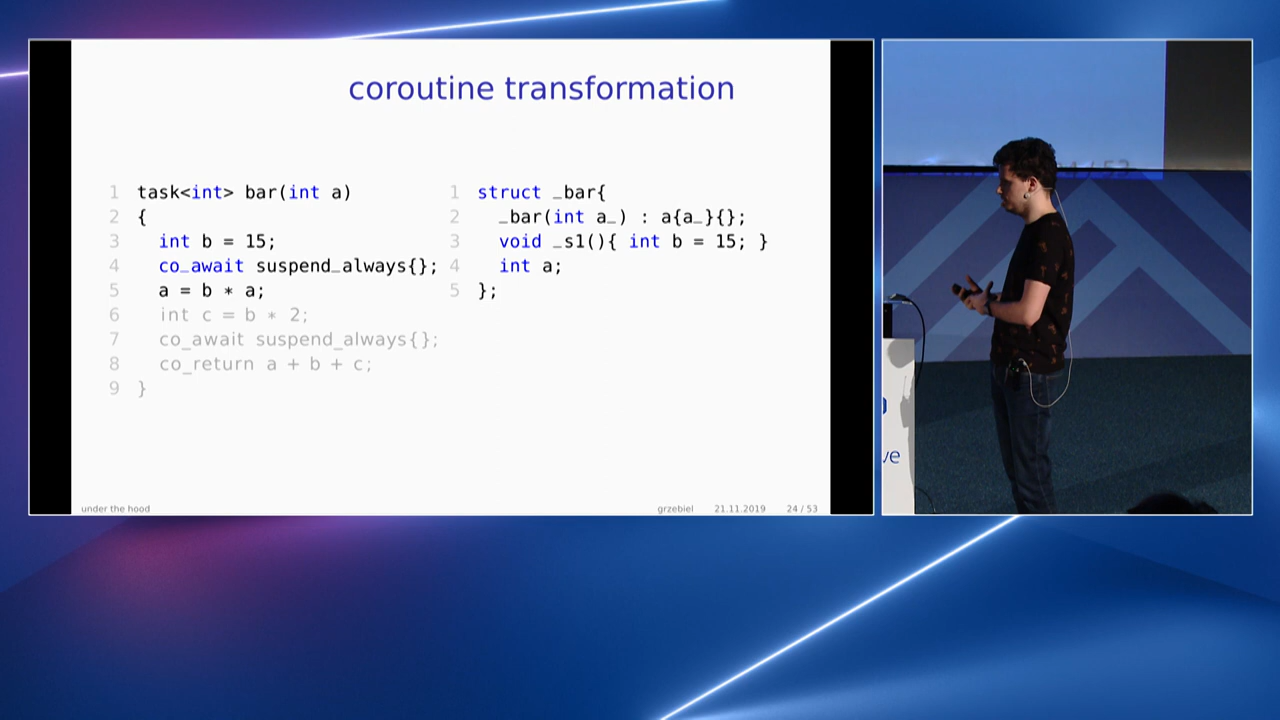 coroutine transformation
1 task<int> bar(int a)
2 {
3 int b = 15;
4 co_await suspend_always{};
5 a = b * a;
6 int c = b * 2;
7 co_await suspend_always{};
8 co_return a + b + c;
9 }
1 struct _bar{
2 _bar(int a_) : a{a_}{};
3 void _s1(){ int b = 15; }
4 int a;
5 };
under the hood
grzebiel 21.11.2019 24 / 53
ve